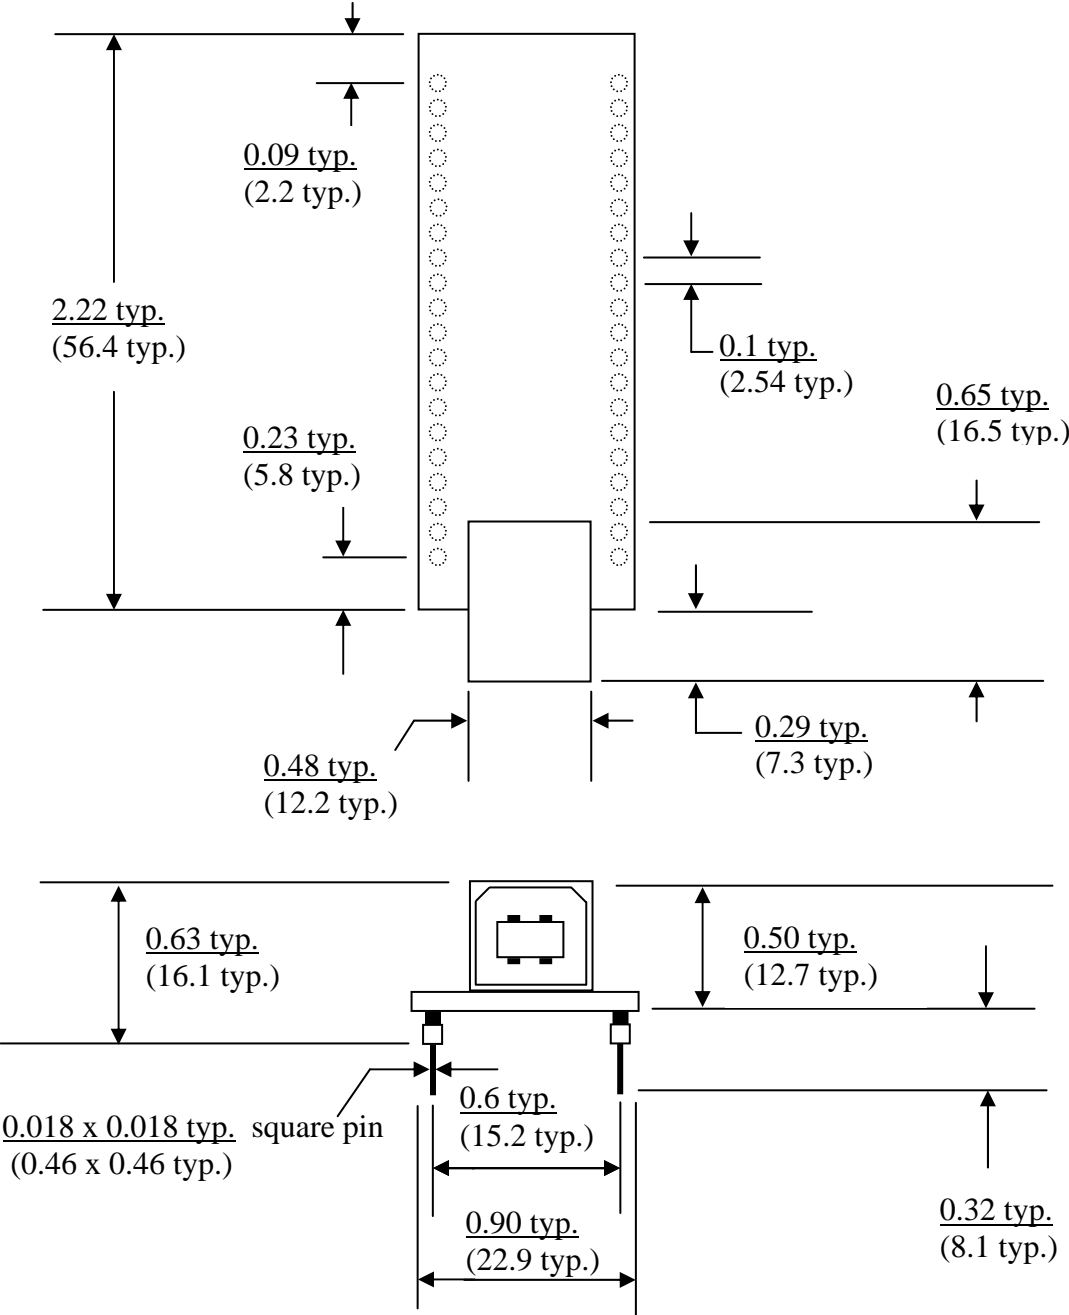 0.09 typ.
(2.2 typ.)
2.22 typ.
(56.4 typ.)
0.1 typ.
(2.54 typ.)
0.65 typ.
(16.5 typ.)
0.23 typ.
(5.8 typ.)
0.29 typ.
(7.3 typ.)
0.48 typ.
(12.2 typ.)
0.63 typ.
(16.1 typ.)
0.50 typ.
(12.7 typ.)
0.018 x 0.018 typ. square pin
(0.46 x 0.46 typ.)
0.6 typ.
(15.2 typ.)
0.90 typ.
(22.9 typ.)
0.32 typ.
(8.1 typ.)